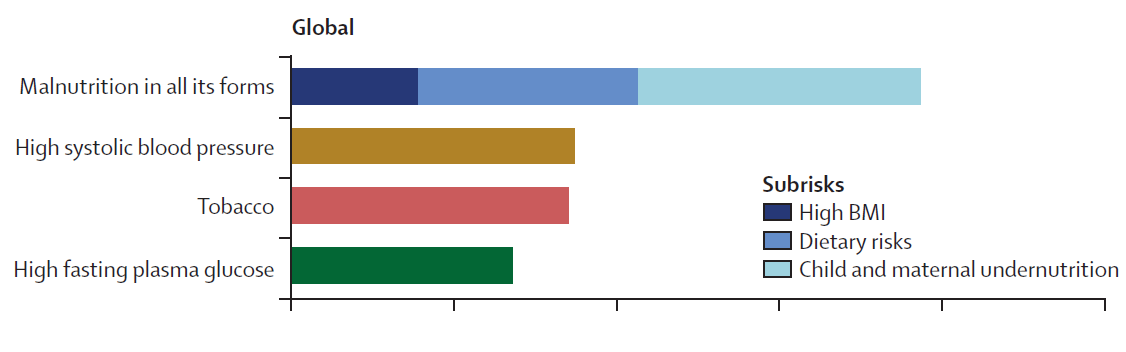 Global
Malnutrition in all its forms
High systolic blood pressure
Tobacco
High fasting plasma glucose
Subrisks
High BMI
Dietary risks
Child and maternal undernutrition